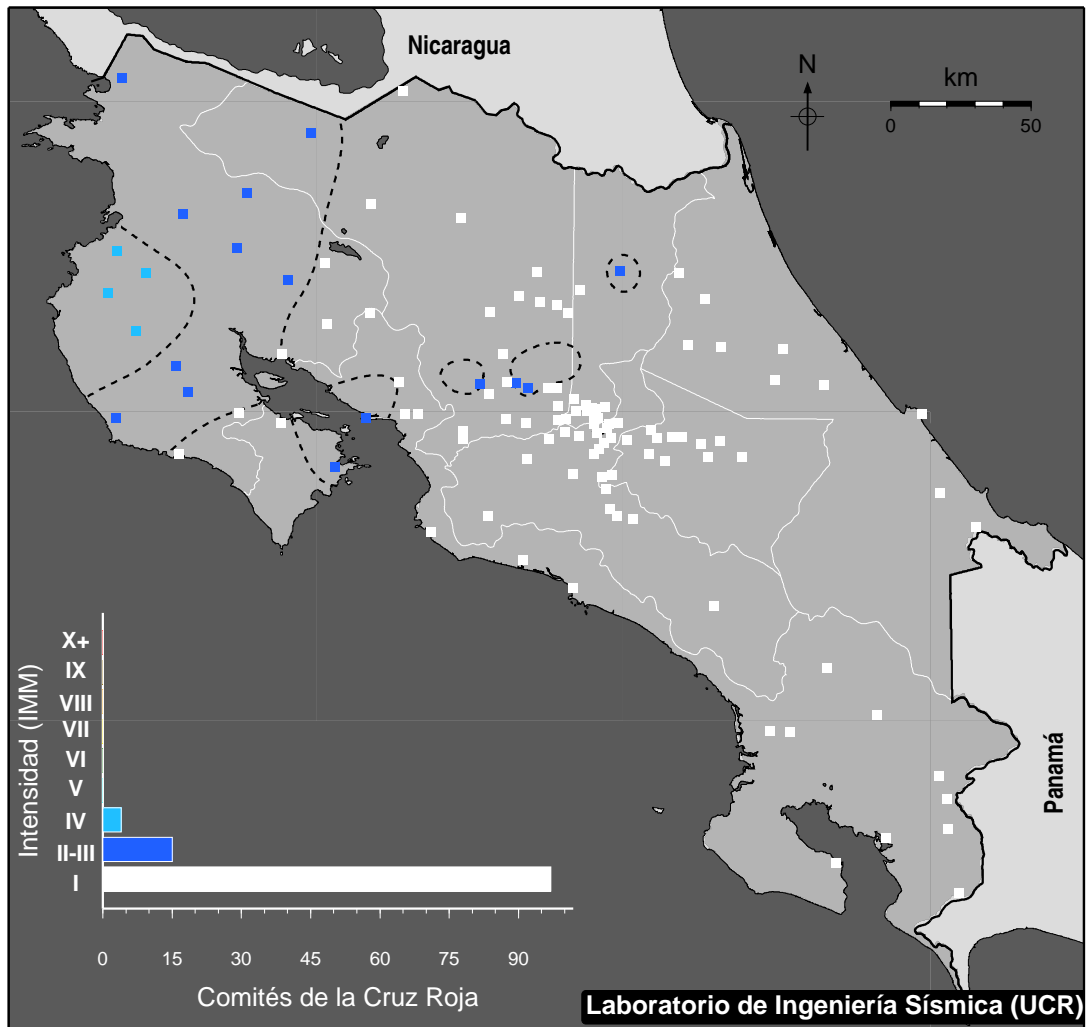 Nicaragua
N
km
0 50
Panamá
Intensidad (IMM)
X+
IX
VIII
VII
VI
V
IV
II-III
I
0 15 30 45 60 75 90
Comités de la Cruz Roja
Laboratorio de Ingeniería Sísmica (UCR)